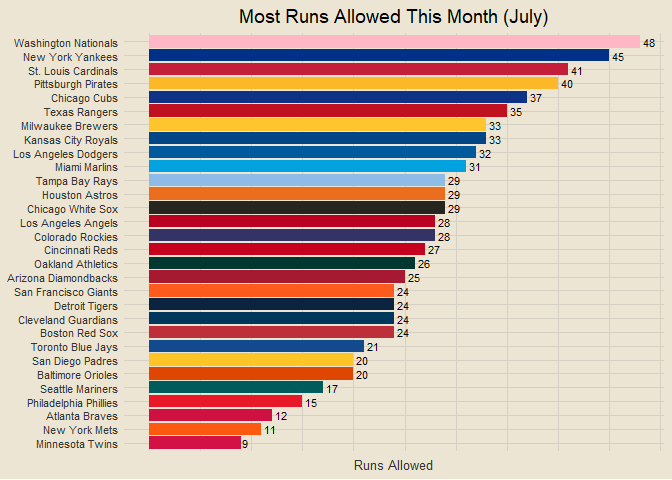 Most Runs Allowed This Month (July)
Washington Nationals 48
New York Yankees 45
St. Louis Cardinals 41
Pittsburgh Pirates 40
Chicago Cubs 37
Texas Rangers 35
Milwaukee Brewers 33
Kansas City Royals 33
Los Angeles Dodgers 32
Miami Marlins 31
Tampa Bay Rays 29
Houston Astros 29
Chicago White Sox 29
Los Angeles Angels 28
Colorado Rockies 28
Cincinnati Reds 27
Oakland Athletics 26
Arizona Diamondbacks 25
San Francisco Giants 24
Detroit Tigers 24
Cleveland Guardians 24
Boston Red Sox 24
Toronto Blue Jays 21
San Diego Padres 20
Baltimore Orioles 20
Seattle Mariners 17
Philadelphia Phillies 15
Atlanta Braves 12
New York Mets 11
Minnesota Twins 9
Runs Allowed